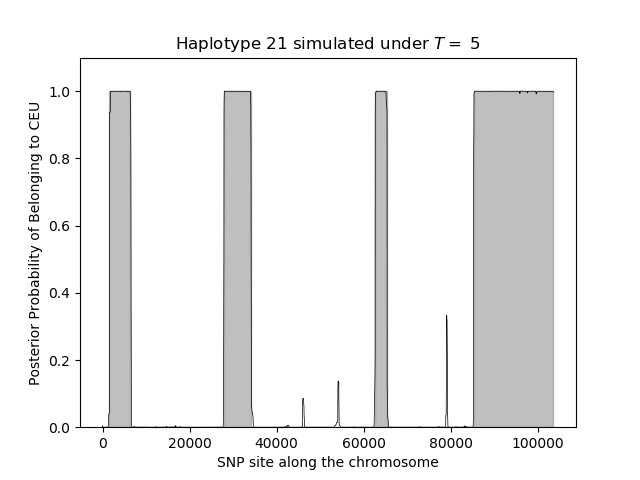 Haplotype 21 simulated under T = 5
Posterior Probability of Belonging to CEU
1.0
0.8
0.6
0.4
0.2
0.0
0 20000 40000 60000 80000 100000
SNP site along the chromosome